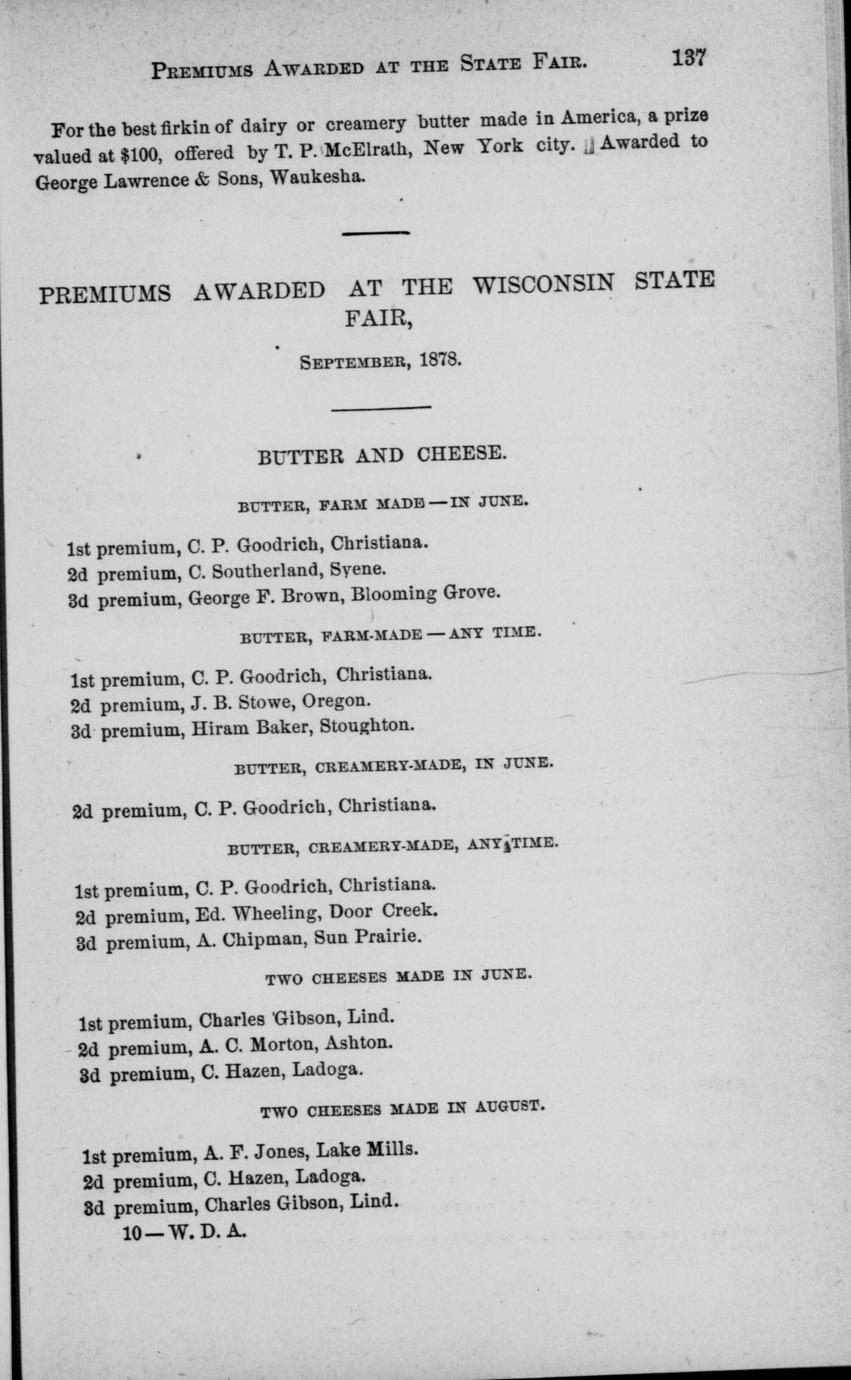 PREMIUMS AWARDED AT THE STATE FAIR. 137
For the best firkin of dairy or creamery butter made in America, a prize
valued at $100, offered by T. P. McElrath, New York city. Awarded to
George Lawrence & Sons, Waukesha.
PREMIUMS AWARDED AT THE WISCONSIN STATE
FAIR,
SEPTEMBER, 1878.
BUTTER AND CHEESE.
BUTTER, FARM MADE — IN JUNE.
1st premium, C. P. Goodrich, Christiana.
2d premium, C. Southerland, Syene.
3d premium, George F. Brown, Blooming Grove.
BUTTER, FARM-MADE — ANY TIME.
1st premium, C. P. Goodrich, Christiana.
2d premium, J. B. Stowe, Oregon.
3d premium, Hiram Baker, Stoughton.
BUTTER, CREAMERY-MADE, IN JUNE.
2d premium, C. P. Goodrich, Christiana.
BUTTER, CREAMERY-MADE, ANY TIME.
1st premium, C. P. Goodrich, Christiana.
2d premium, Ed. Wheeling, Door Creek.
3d premium, A. Chipman, Sun Prairie.
TWO CHEESES MADE IN JUNE.
1st premium, Charles Gibson, Lind.
2d premium, A. C. Morton, Ashton.
3d premium, C. Hazen, Ladoga.
TWO CHEESES MADE IN AUGUST.
1st premium, A. F. Jones, Lake Mills.
2d premium, C. Hazen, Ladoga.
3d premium, Charles Gibson, Lind.
10 — W. D. A.